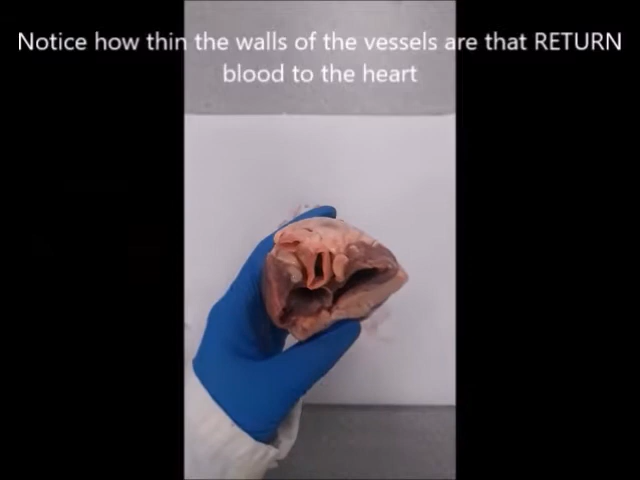 Notice how thin the walls of the vessels are that RETURN
blood to the heart